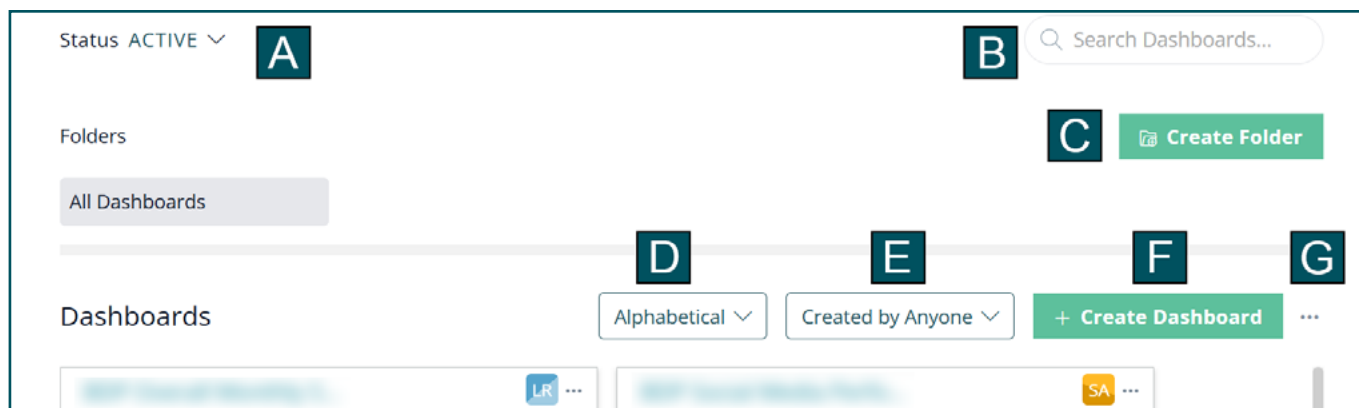 Status ACTIVE
A
B
Search Dashboards...
Folders
C
Create Folder
All Dashboards
D
E
F
G
Dashboards
Alphabetical
Created by Anyone
+ Create Dashboard
...
LR ...
SA ...